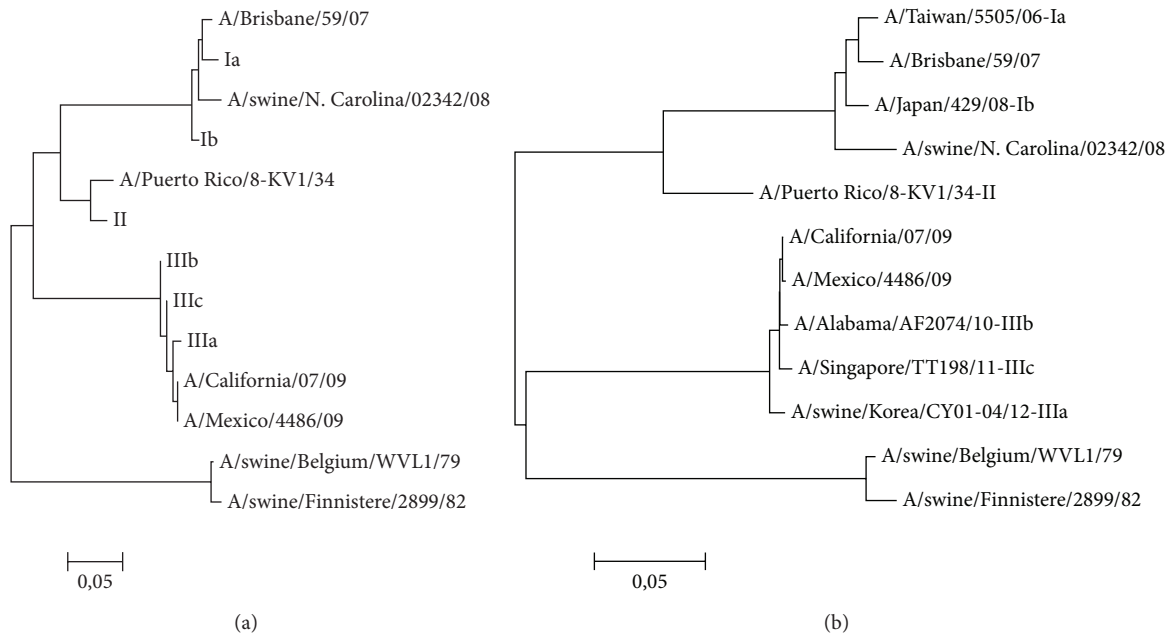 A/Brisbane/59/07
Ia
A/swine/N. Carolina/02342/08
Ib
A/Puerto Rico/8-KV1/34
II
IIIb
IIIc
IIIa
A/California/07/09
A/Mexico/4486/09
A/swine/Belgium/WVL1/79
A/swine/Finnistere/2899/82
0,05
(a)
A/Taiwan/5505/06-Ia
A/Brisbane/59/07
A/Japan/429/08-Ib
A/swine/N. Carolina/02342/08
A/Puerto Rico/8-KV1/34-II
A/California/07/09
A/Mexico/4486/09
A/Alabama/AF2074/10-IIIb
A/Singapore/TT198/11-IIIc
A/swine/Korea/CY01-04/12-IIIa
A/swine/Belgium/WVL1/79
A/swine/Finnistere/2899/82
0,05
(b)